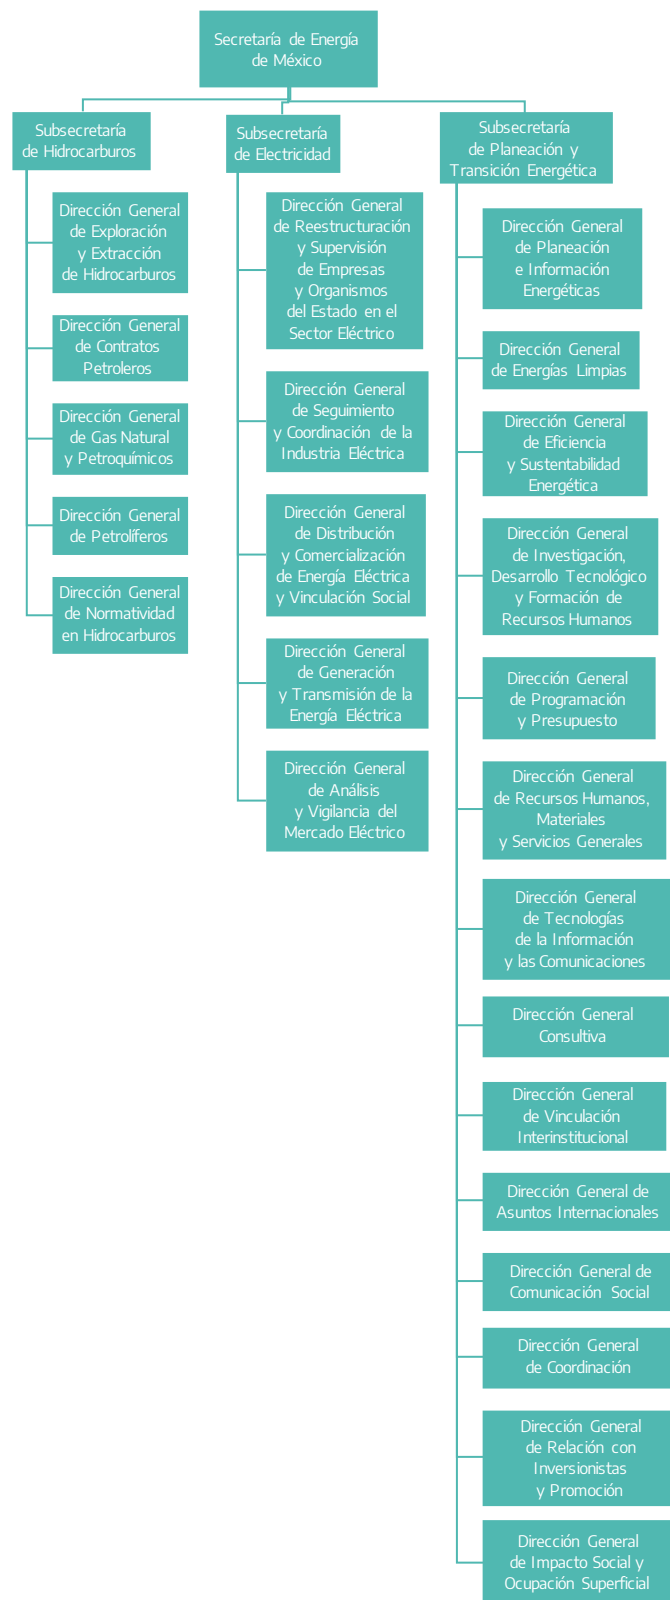 Secretaría de Energía
de México
Subsecretaría
de Hidrocarburos
Dirección General
de Exploración
y Extracción
de Hidrocarburos
Dirección General
de Contratos
Petroleros
Dirección General
de Gas Natural
y Petroquímicos
Dirección General
de Petrolíferos
Dirección General
de Normatividad
en Hidrocarburos
Subsecretaría
de Electricidad
Dirección General
de Reestructuración
y Supervisión
de Empresas
y Organismos
del Estado en el
Sector Eléctrico
Dirección General
de Seguimiento
y Coordinación de la
Industria Eléctrica
Dirección General
de Distribución
y Comercialización
de Energía Eléctrica
y Vinculación Social
Dirección General
de Generación
y Transmisión de la
Energía Eléctrica
Dirección General
de Análisis
y Vigilancia del
Mercado Eléctrico
Subsecretaría
de Planeación y
Transición Energética
Dirección General
de Planeación
e Información
Energéticas
Dirección General
de Energías Limpias
Dirección General
de Eficiencia
y Sustentabilidad
Energética
Dirección General
de Investigación,
Desarrollo Tecnológico
y Formación de
Recursos Humanos
Dirección General
de Programación
y Presupuesto
Dirección General
de Recursos Humanos,
Materiales
y Servicios Generales
Dirección General
de Tecnologías
de la Información
y las Comunicaciones
Dirección General
Consultiva
Dirección General
de Vinculación
Interinstitucional
Dirección General de
Asuntos Internacionales
Dirección General de
Comunicación Social
Dirección General
de Coordinación
Dirección General
de Relación con
Inversionistas
y Promoción
Dirección General
de Impacto Social y
Ocupación Superficial